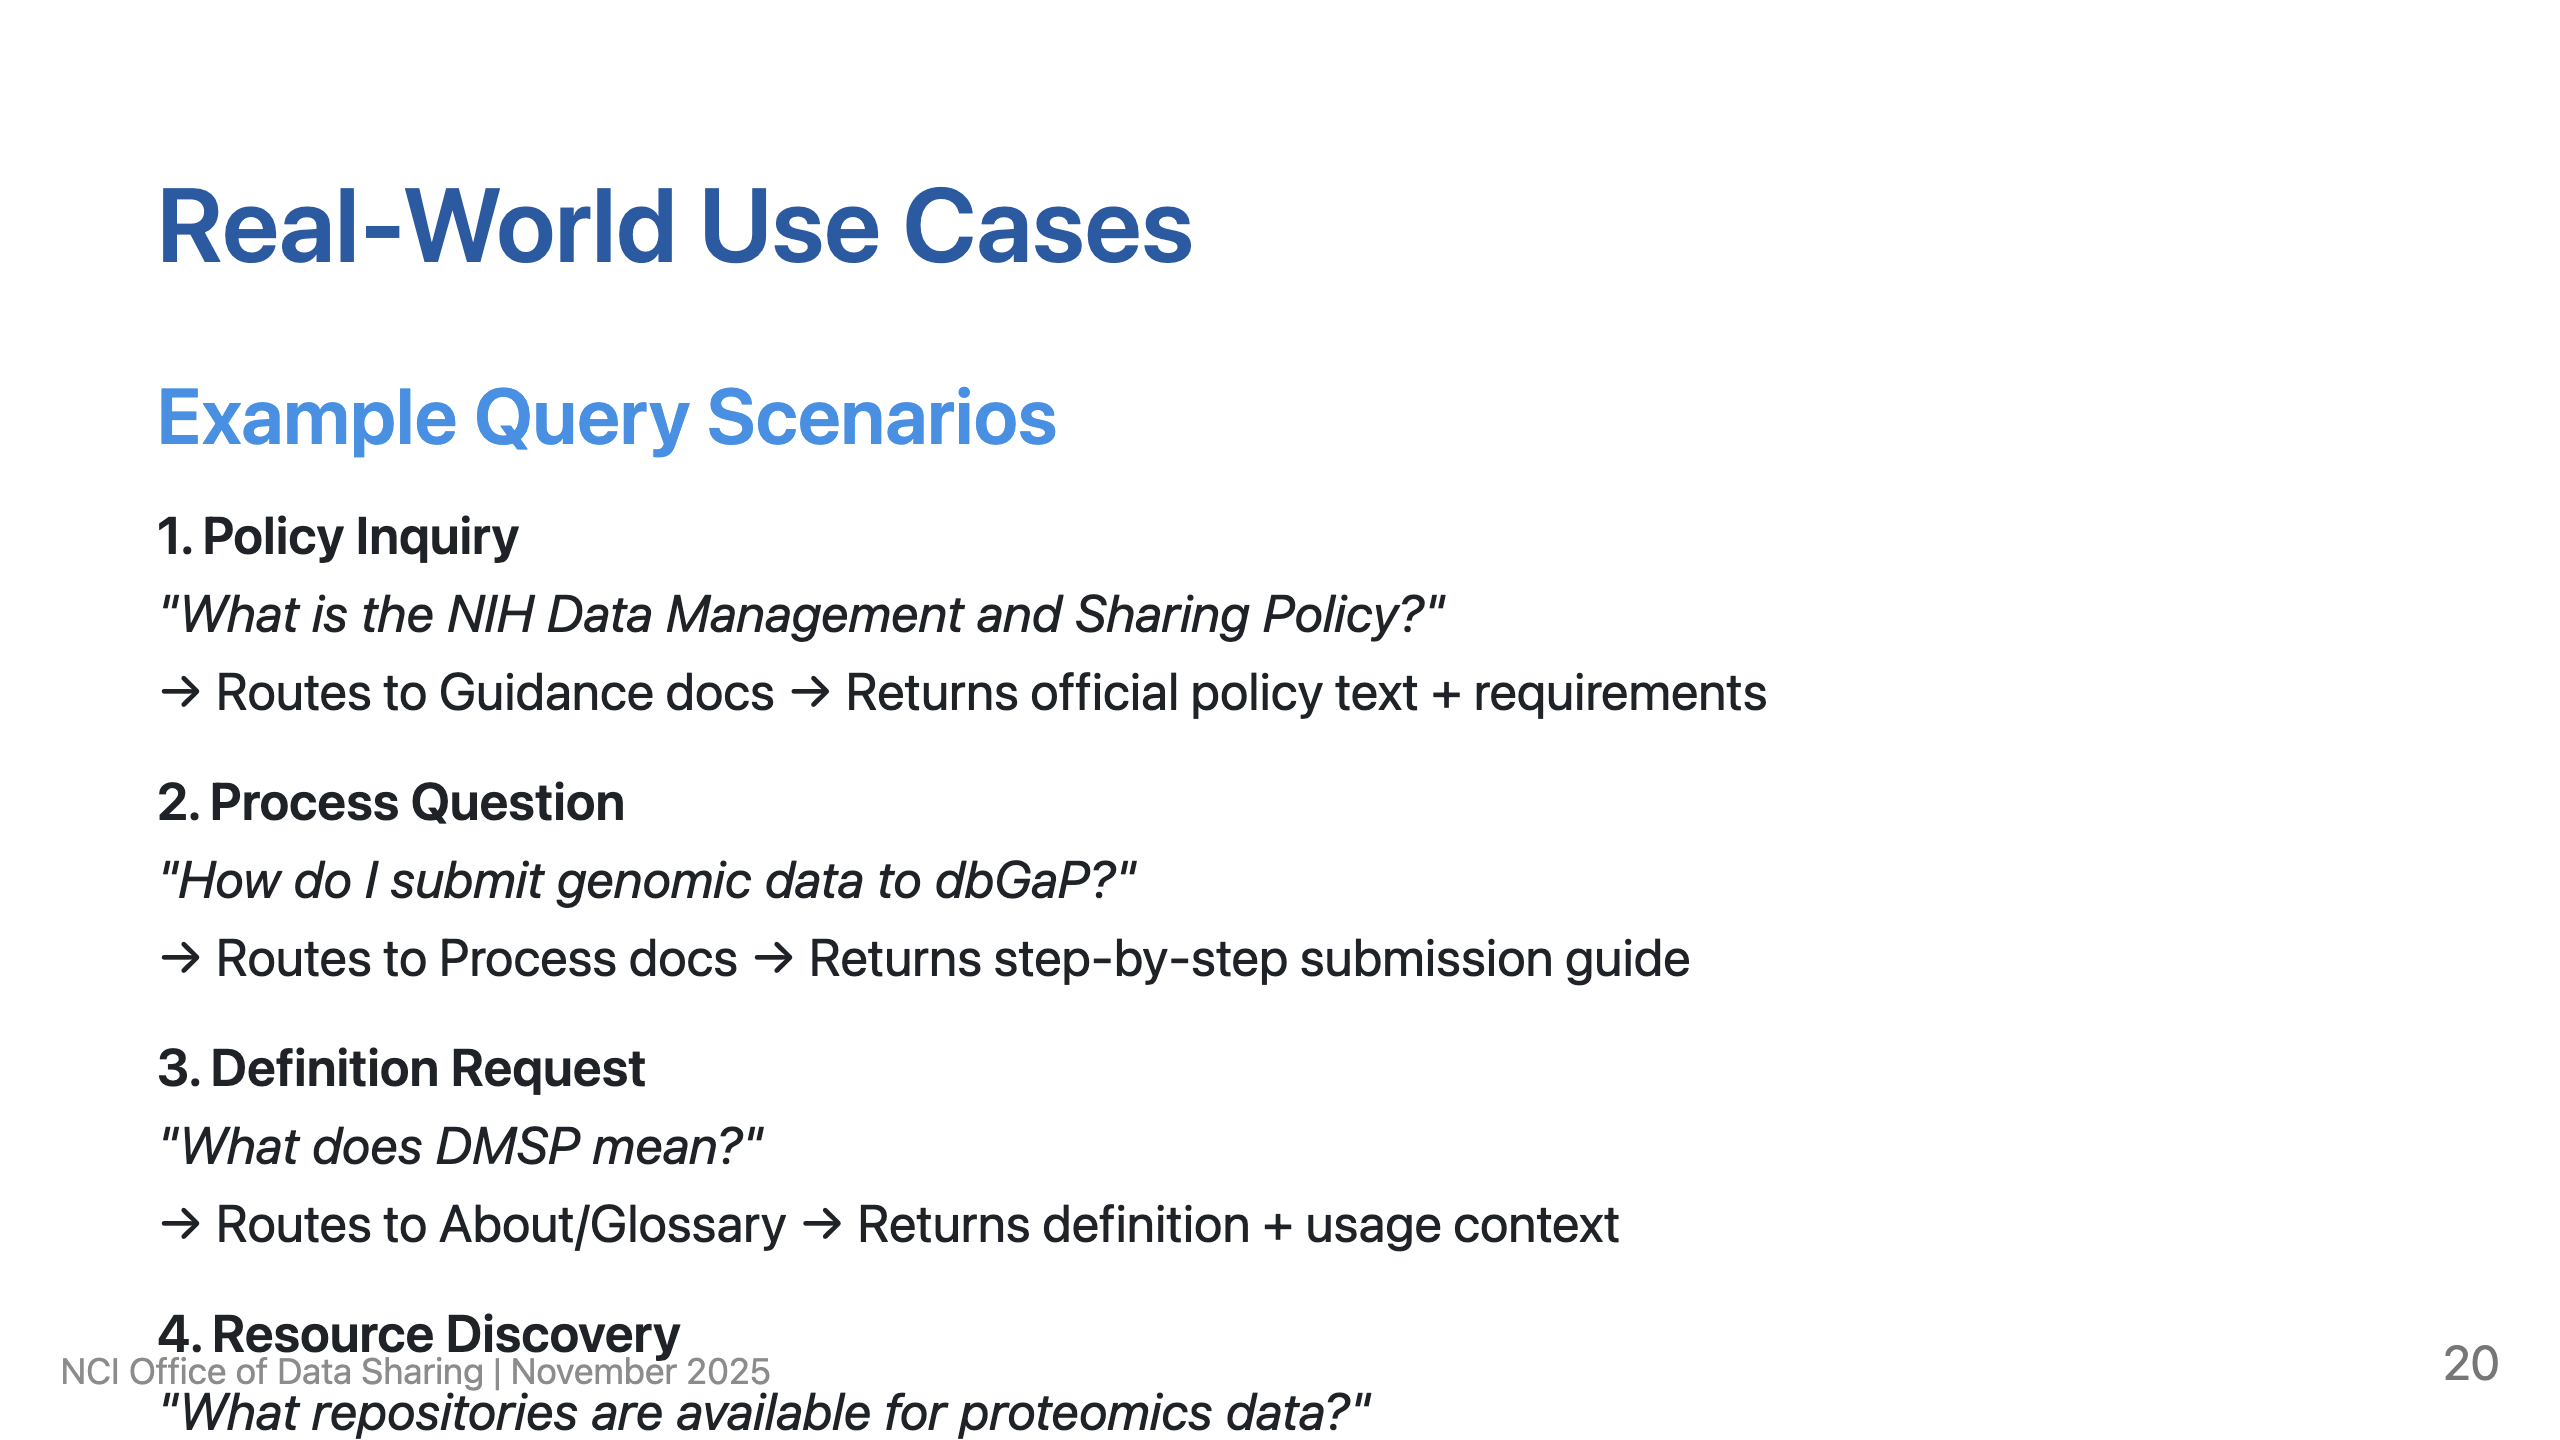 Real-World Use Cases
Example Query Scenarios
1. Policy Inquiry
"What is the NIH Data Management and Sharing Policy?"
→ Routes to Guidance docs → Returns official policy text + requirements
2. Process Question
"How do I submit genomic data to dbGaP?"
→ Routes to Process docs → Returns step-by-step submission guide
3. Definition Request
"What does DMSP mean?"
→ Routes to About/Glossary → Returns definition + usage context
4. Resource Discovery
NCI Office of Data Sharing | November 2025
20
"What repositories are available for proteomics data?"